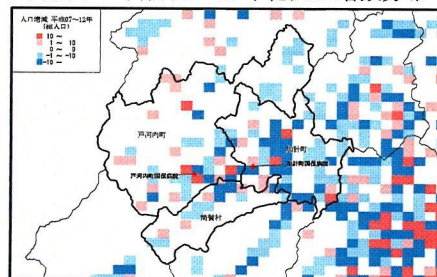 人口増減 平成07～12年
(総人口)
10 ～
1 ～ 10
0
-1 ～ -10
-10 ～
戸河内町
加計町
加計町国保病院
戸河内町国保病院
筒賀村